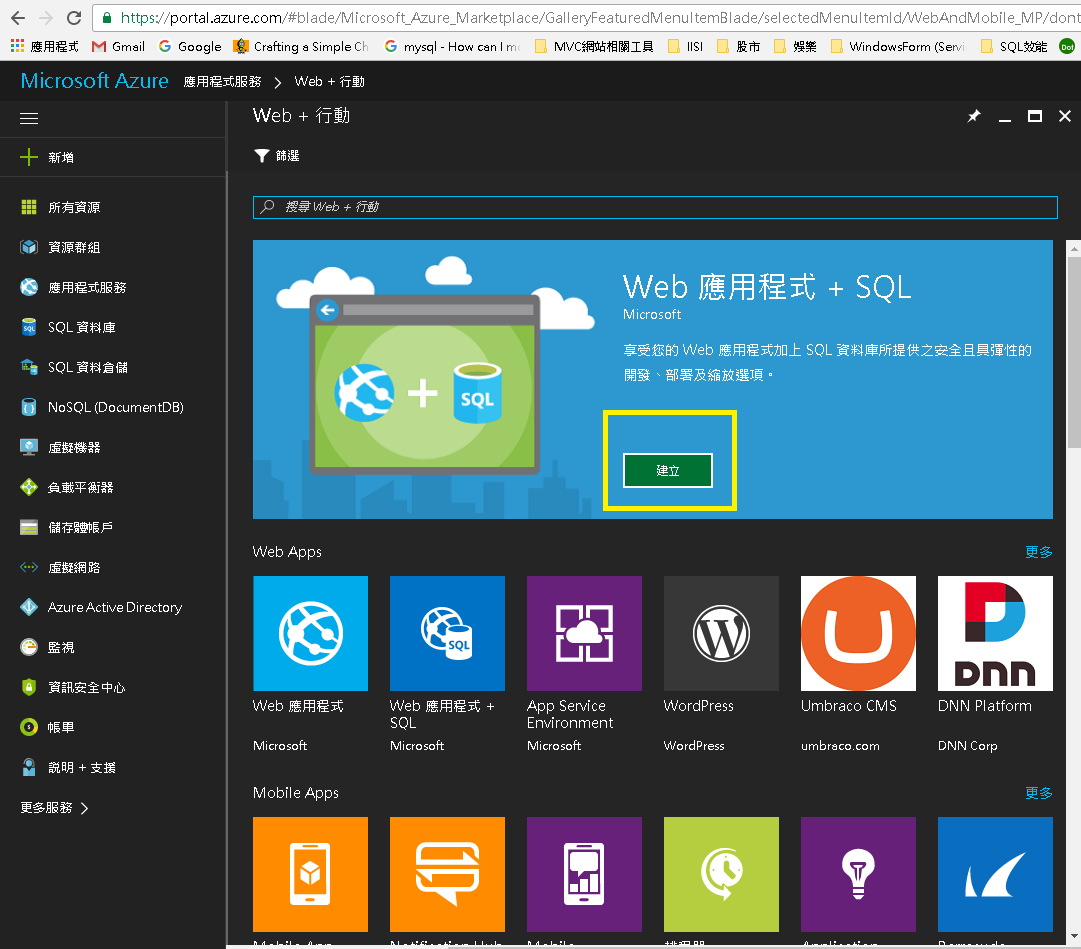 https://portal.azure.com/#blade/Microsoft_Azure_Marketplace/GalleryFeaturedMenuItemBlade/selectedMenuItemId/WebAndMobile_MP/dont
應用程式 Gmail Google Crafting a Simple Ch mysql - How can I mu MVC網站相關工具 IISI 股市 娛樂 WindowsForm (Servi SQL效能 Dot
Microsoft Azure 應用程式服務 Web + 行動
Web + 行動
新增
篩選
所有資源
資源群組
應用程式服務
SQL 資料庫
SQL 資料倉儲
NoSQL (DocumentDB)
虛擬機器
負載平衡器
儲存體帳戶
虛擬網路
Azure Active Directory
監視
資訊安全中心
帳單
說明 + 支援
更多服務
搜尋 Web + 行動
SQL
Web 應用程式 + SQL
Microsoft
享受您的 Web 應用程式加上 SQL 資料庫所提供之安全且具彈性的
開發、部署及縮放選項。
建立
Web Apps 更多
SQL
DNN
Web 應用程式
Microsoft
Web 應用程式 +
SQL
Microsoft
App Service
Environment
Microsoft
WordPress
WordPress
Umbraco CMS
umbraco.com
DNN Platform
DNN Corp
Mobile Apps 更多
Mobile App Notification Hub Mobile 排程器 Application Barracuda